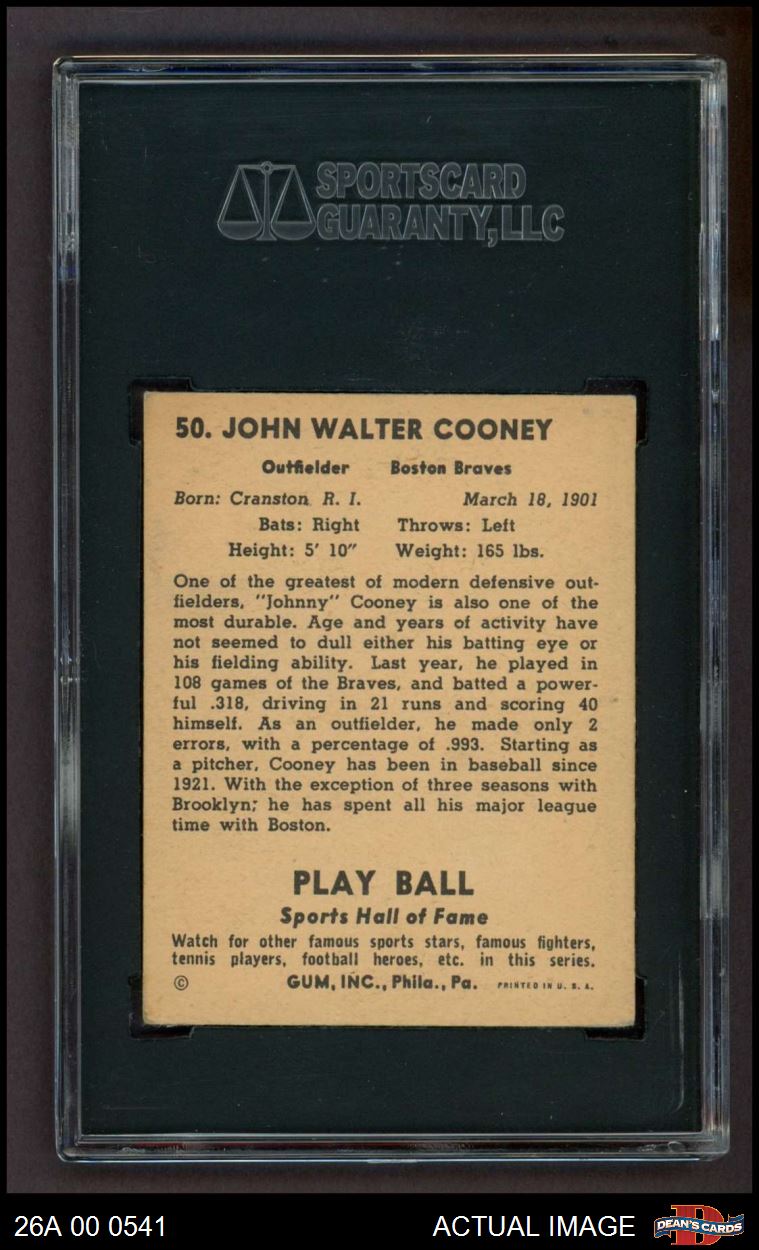 SPORTSCARD
GUARANTY, LLC
50. JOHN WALTER COONEY
Outfielder Boston Braves
Born: Cranston R. I. March 18, 1901
Bats: Right Throws: Left
Height: 5' 10" Weight: 165 lbs.
One of the greatest of modern defensive out-
fielders, "Johnny" Cooney is also one of the
most durable. Age and years of activity have
not seemed to dull either his batting eye or
his fielding ability. Last year, he played in
108 games of the Braves, and batted a power-
ful .318, driving in 21 runs and scoring 40
himself. As an outfielder, he made only 2
errors, with a percentage of .993. Starting as
a pitcher, Cooney has been in baseball since
1921. With the exception of three seasons with
Brooklyn; he has spent all his major league
time with Boston.
PLAY BALL
Sports Hall of Fame
Watch for other famous sports stars, famous fighters,
tennis players, football heroes, etc. in this series.
© GUM, INC., Phila., Pa. PRINTED IN U. S. A.
26A 00 0541 ACTUAL IMAGE DEAN'S CARDS